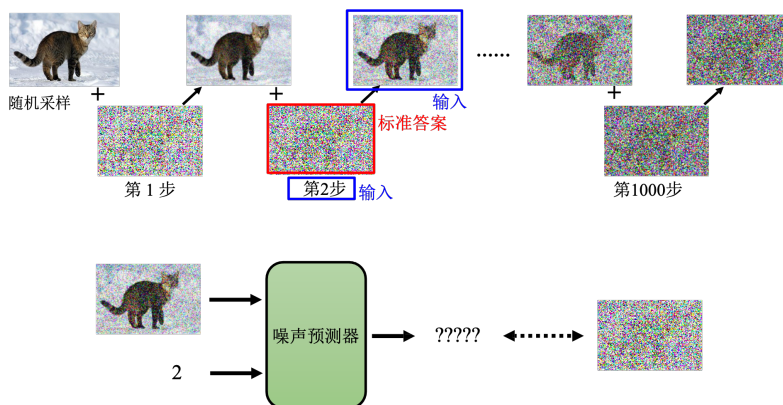 随机采样
+
+
······
+
输入
标准答案
第 1 步
第2步
输入
第1000步
噪声预测器
?????
2